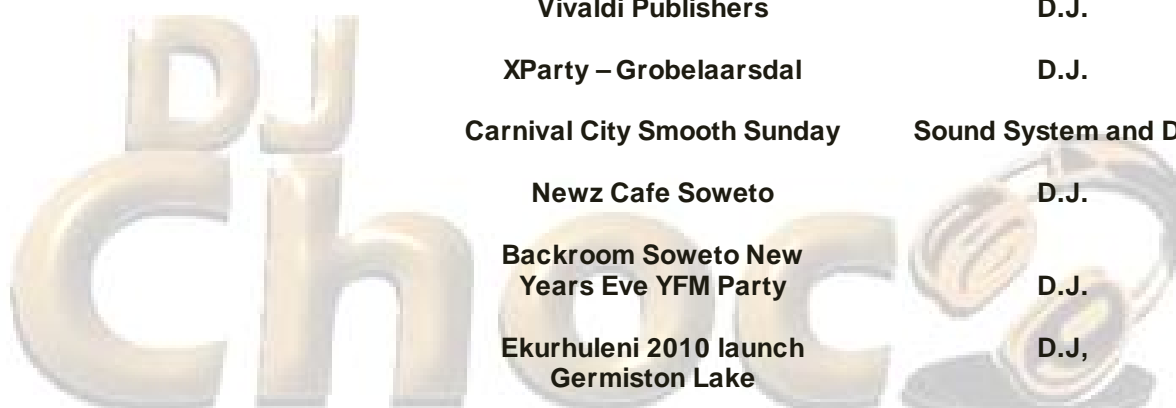 Vivaldi Publishers D.J.
XParty – Grobelaarsdal D.J.
Carnival City Smooth Sunday Sound System and D
Newz Cafe Soweto D.J.
Backroom Soweto New
Years Eve YFM Party D.J.
Ekurhuleni 2010 launch D.J,
Germiston Lake
DJ
Choc